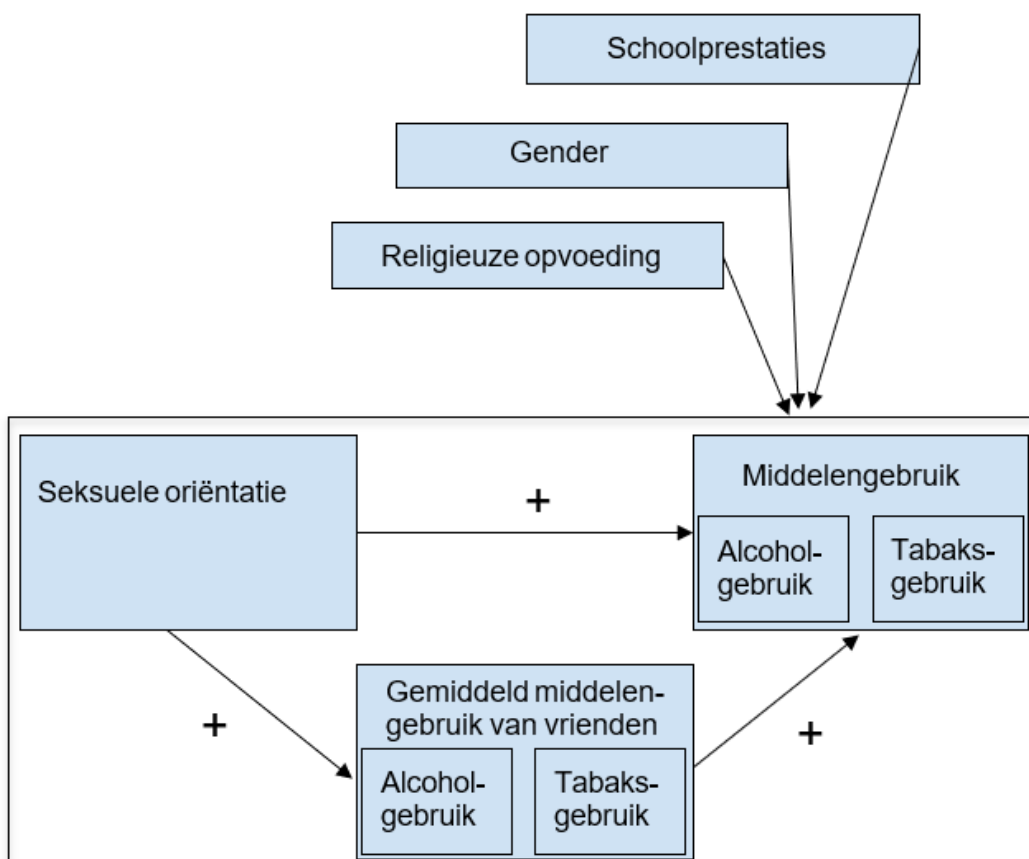 Schoolprestaties
Gender
Religieuze opvoeding
Seksuele oriëntatie
+
Middelengebruik
Alcohol-
gebruik
Tabaks-
gebruik
+
Gemiddeld middelen-
gebruik van vrienden
Alcohol-
gebruik
Tabaks-
gebruik
+